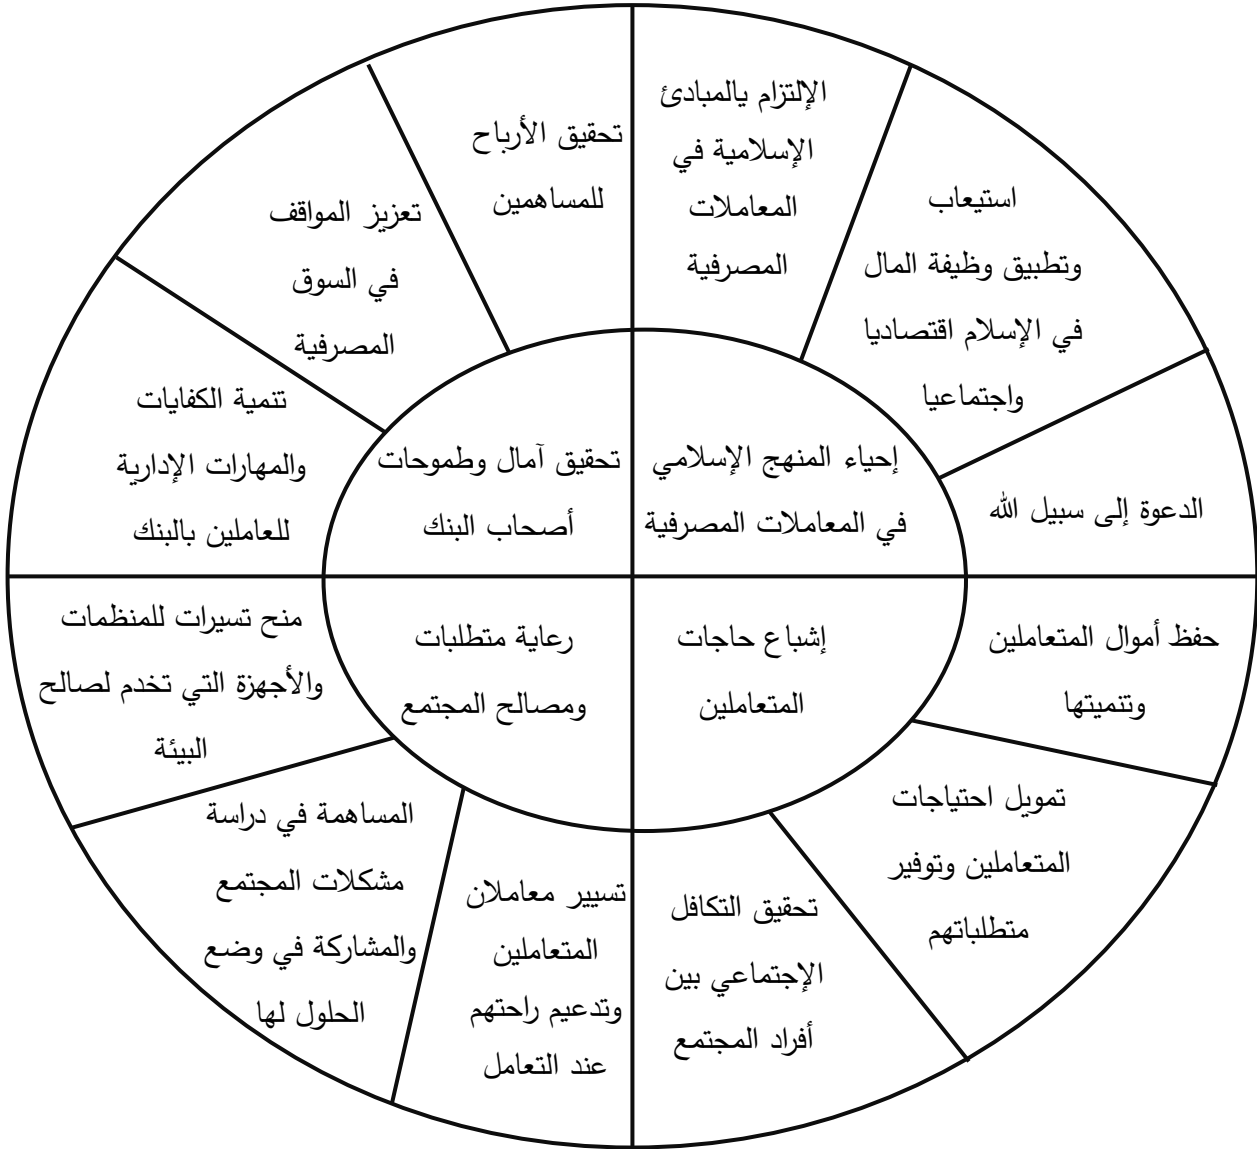 الإلتزام يالمبادئ
الإسلامية في
المعاملات
المصرفية
استيعاب
وتطبيق وظيفة المال
في الإسلام اقتصاديا
واجتماعيا
الدعوة إلى سبيل الله
إحياء المنهج الإسلامي
في المعاملات المصرفية
تحقيق الأرباح
للمساهمين
تعزيز المواقف
في السوق
المصرفية
تنمية الكفايات
والمهارات الإدارية
للعاملين بالبنك
تحقيق آمال وطموحات
أصحاب البنك
حفظ أموال المتعاملين
وتنميتها
تمويل احتياجات
المتعاملين وتوفير
متطلباتهم
تحقيق التكافل
الإجتماعي بين
أفراد المجتمع
إشباع حاجات
المتعاملين
رعاية متطلبات
ومصالح المجتمع
منح تسيرات للمنظمات
والأجهزة التي تخدم لصالح
البيئة
المساهمة في دراسة
مشكلات المجتمع
والمشاركة في وضع
الحلول لها
تسيير معاملان
المتعاملين
وتدعيم راحتهم
عند التعامل